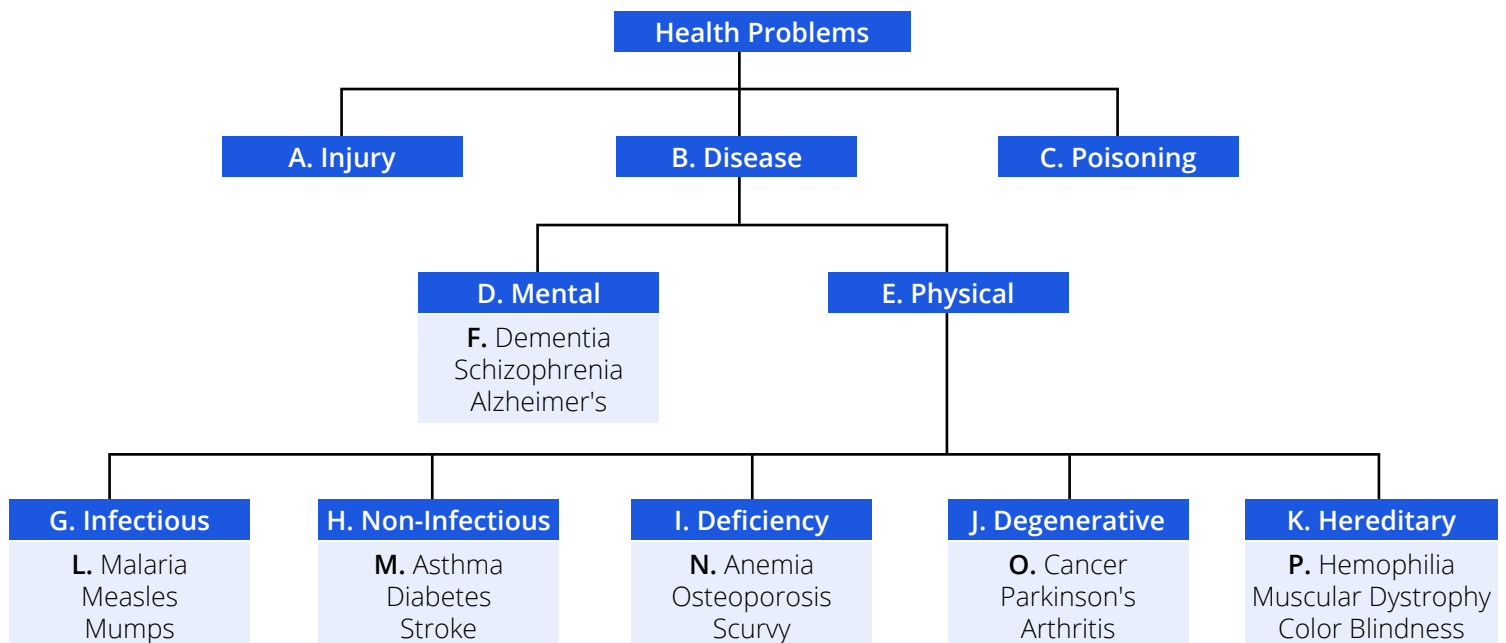 Health Problems
A. Injury
B. Disease
C. Poisoning
D. Mental
E. Physical
F. Dementia
Schizophrenia
Alzheimer's
G. Infectious
H. Non-Infectious
I. Deficiency
J. Degenerative
K. Hereditary
L. Malaria
Measles
Mumps
M. Asthma
Diabetes
Stroke
N. Anemia
Osteoporosis
Scurvy
O. Cancer
Parkinson's
Arthritis
P. Hemophilia
Muscular Dystrophy
Color Blindness